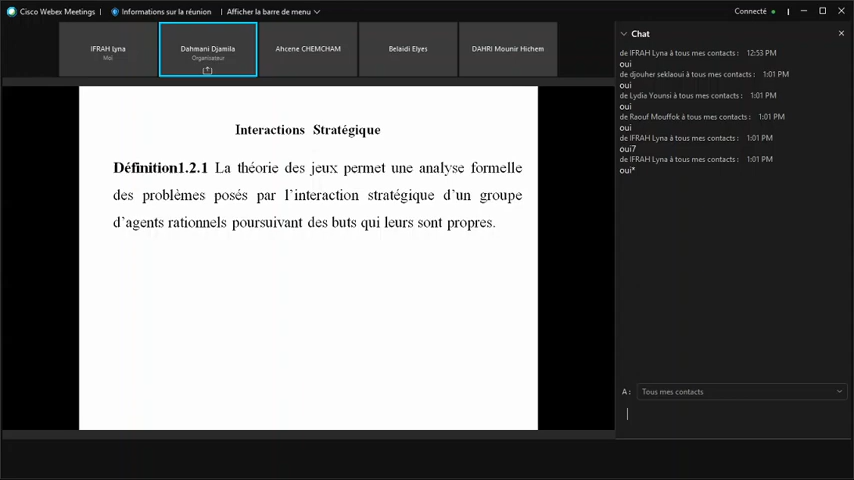 Cisco Webex Meetings | Informations sur la réunion | Afficher la barre de menu
Connecté
IFRAH Lyna
Moi
Dahmani Djamila
Organisateur
Ahcene CHEMCHAM
Belaidi Elyes
DAHRI Mounir Hichem
Interactions Stratégique
Définition1.2.1 La théorie des jeux permet une analyse formelle
des problèmes posés par l'interaction stratégique d'un groupe
d'agents rationnels poursuivant des buts qui leurs sont propres.
Chat
de IFRAH Lyna à tous mes contacts : 12:53 PM
oui
de djouher seklaoui à tous mes contacts : 1:01 PM
oui
de Lydia Younsi à tous mes contacts : 1:01 PM
oui
de Raouf Mouffok à tous mes contacts : 1:01 PM
oui
de IFRAH Lyna à tous mes contacts : 1:01 PM
oui7
de IFRAH Lyna à tous mes contacts : 1:01 PM
oui*
A : Tous mes contacts